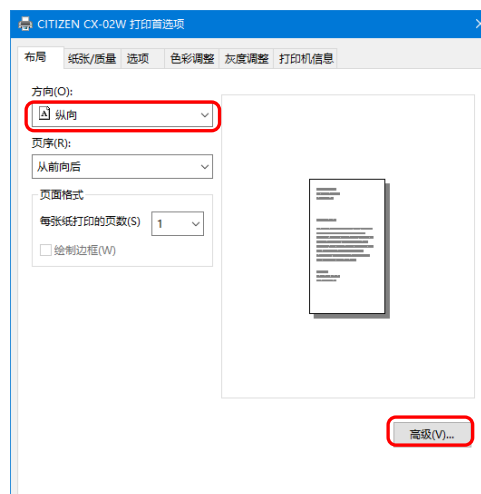 CITIZEN CX-02W 打印首选项
布局 纸张/质量 选项 色彩调整 灰度调整 打印机信息
方向(O):
A 纵向
页序(R):
从前向后
页面格式
每张纸打印的页数(S) 1
绘制边框(W)
高级(V)...